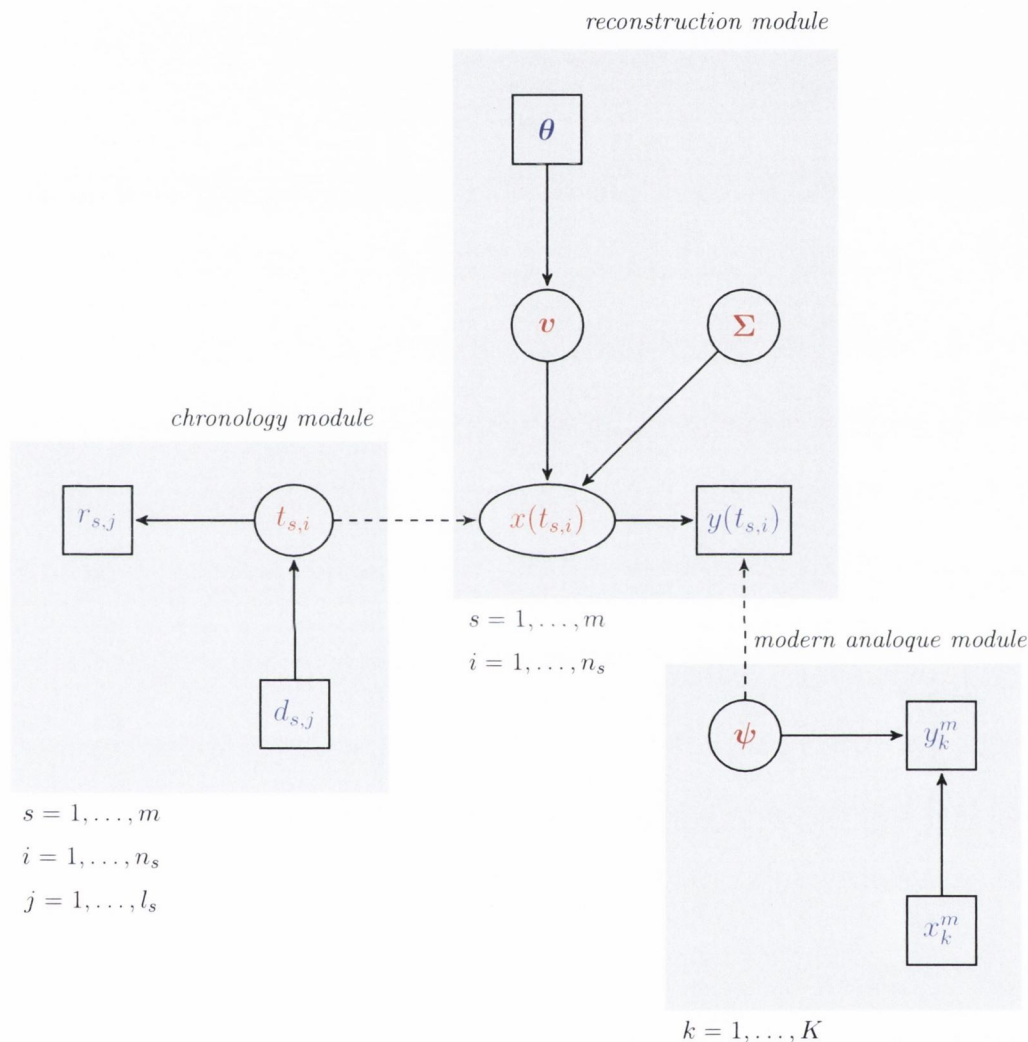 reconstruction module
θ
v
Σ
chronology module
r_{s,j}
t_{s,i}
x(t_{s,i})
y(t_{s,i})
d_{s,j}
s = 1, . . . , m
i = 1, . . . , n_s
modern analogue module
ψ
y_k^m
x_k^m
s = 1, . . . , m
i = 1, . . . , n_s
j = 1, . . . , l_s
k = 1, . . . , K